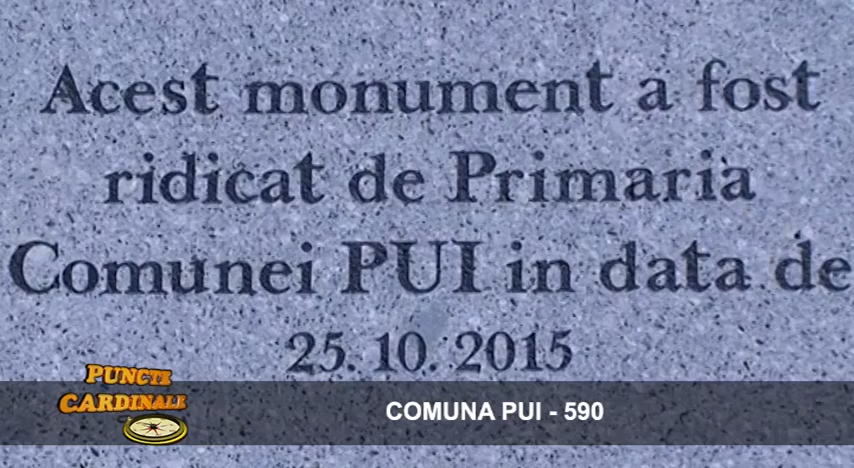 Acest monument a fost
ridicat de Primaria
Comunei PUI in data de
25. 10. 2015
PUNCTE
CARDINALE
COMUNA PUI - 590